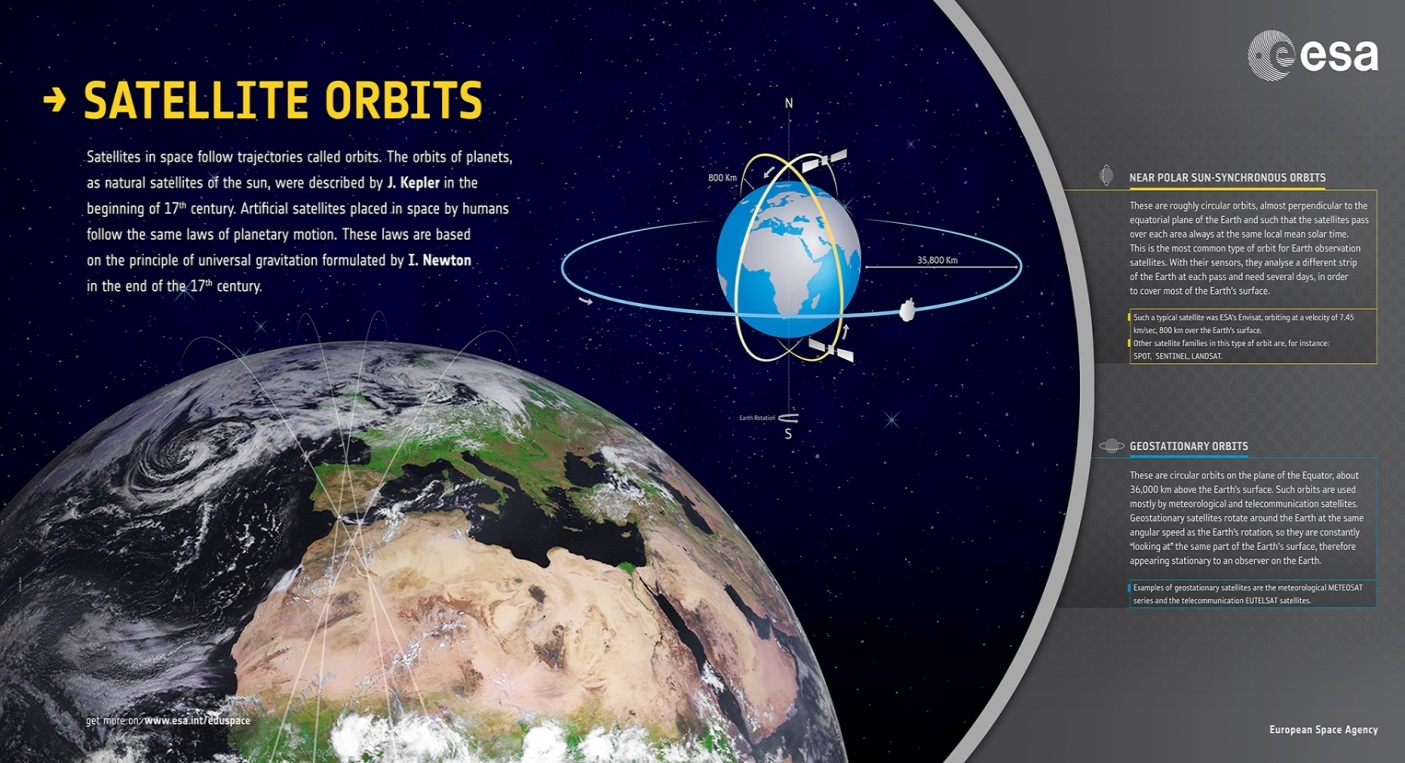 → SATELLITE ORBITS
Satellites in space follow trajectories called orbits. The orbits of planets,
as natural satellites of the sun, were described by J. Kepler in the
beginning of 17th century. Artificial satellites placed in space by humans
follow the same laws of planetary motion. These laws are based
on the principle of universal gravitation formulated by I. Newton
in the end of the 17th century.
N
800 Km
35,800 Km
Earth Rotation
S
get more on: www.esa.int/eduspace
esa
NEAR POLAR SUN-SYNCHRONOUS ORBITS
These are roughly circular orbits, almost perpendicular to the
equatorial plane of the Earth and such that the satellites pass
over each area always at the same local mean solar time.
This is the most common type of orbit for Earth observation
satellites. With their sensors, they analyse a different strip
of the Earth at each pass and need several days, in order
to cover most of the Earth's surface.
Such a typical satellite was ESA's Envisat, orbiting at a velocity of 7.45
km/sec, 800 km over the Earth's surface.
Other satellite families in this type of orbit are, for instance:
SPOT, SENTINEL, LANDSAT.
GEOSTATIONARY ORBITS
These are circular orbits on the plane of the Equator, about
36,000 km above the Earth's surface. Such orbits are used
mostly by meteorological and telecommunication satellites.
Geostationary satellites rotate around the Earth at the same
angular speed as the Earth's rotation, so they are constantly
"looking at" the same part of the Earth's surface, therefore
appearing stationary to an observer on the Earth.
Examples of geostationary satellites are the meteorological METEOSAT
series and the telecommunication EUTELSAT satellites.
European Space Agency